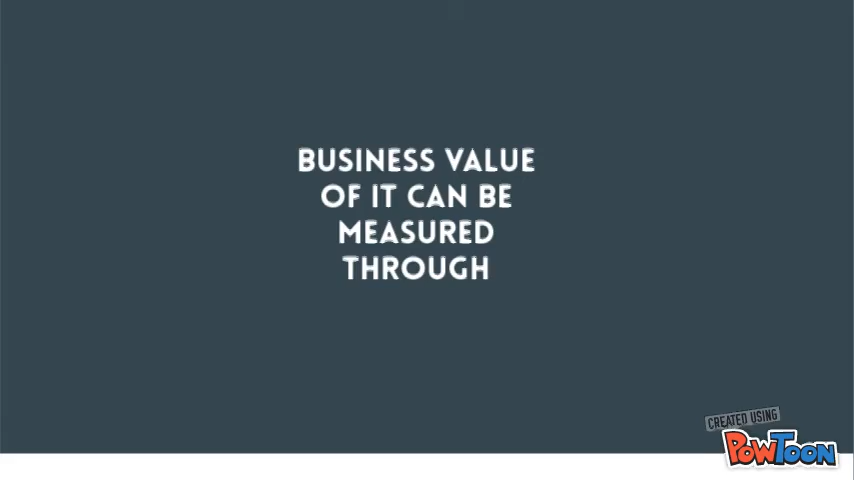 BUSINESS VALUE
OF IT CAN BE
MEASURED
THROUGH
CREATED USING
POWTOON